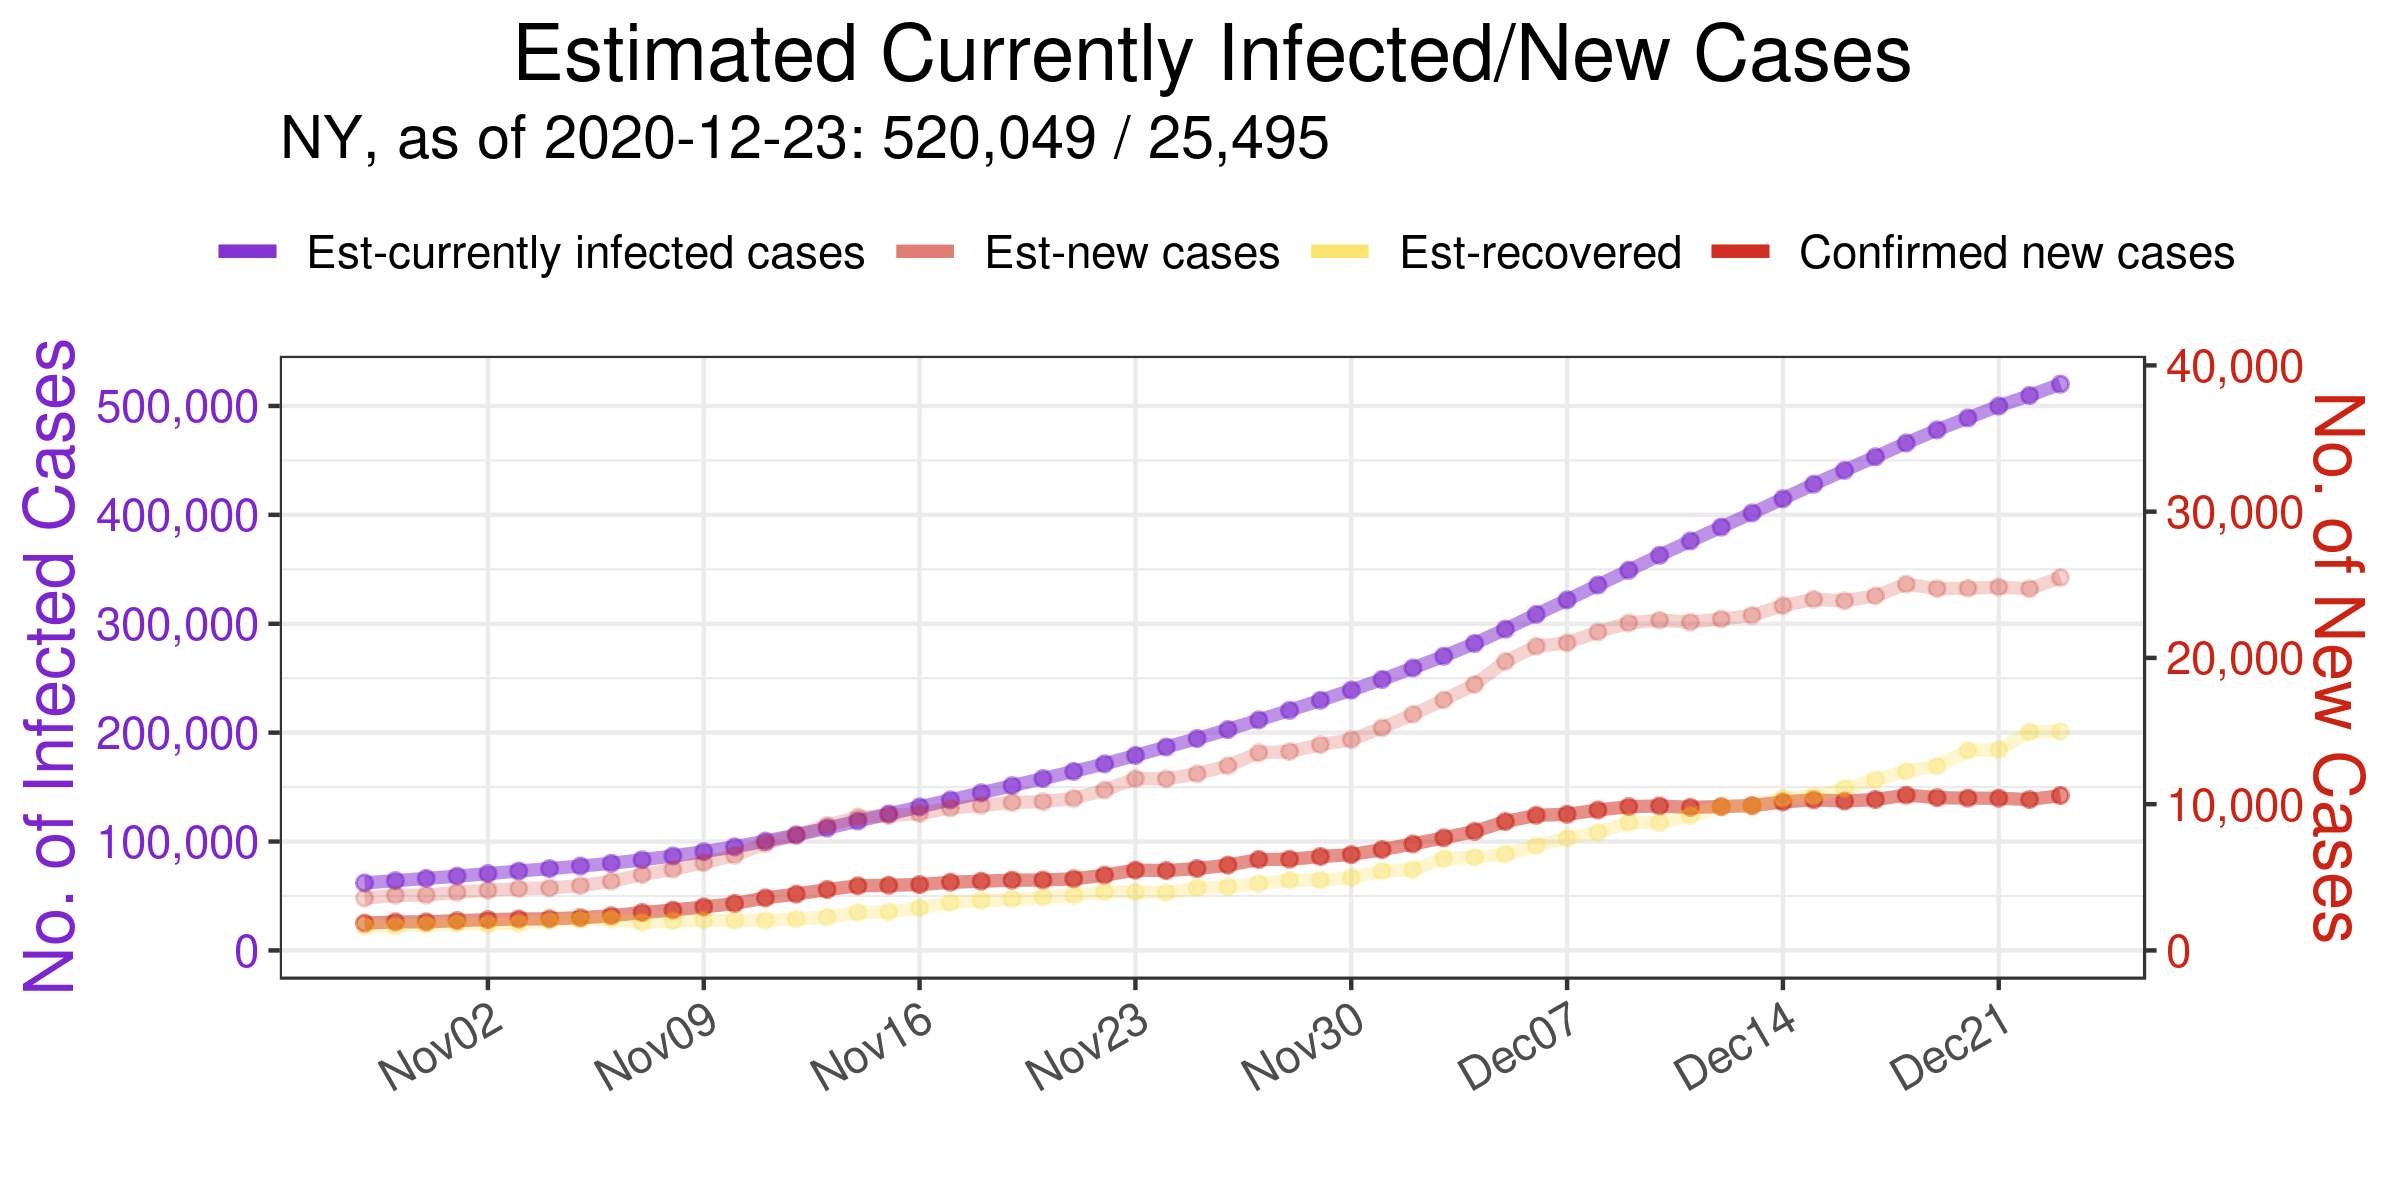 Estimated Currently Infected/New Cases
NY, as of 2020-12-23: 520,049 / 25,495
Est-currently infected cases Est-new cases Est-recovered Confirmed new cases
No. of Infected Cases
500,000
400,000
300,000
200,000
100,000
0
40,000
30,000
20,000
10,000
0
No. of New Cases
Nov02 Nov09 Nov16 Nov23 Nov30 Dec07 Dec14 Dec21